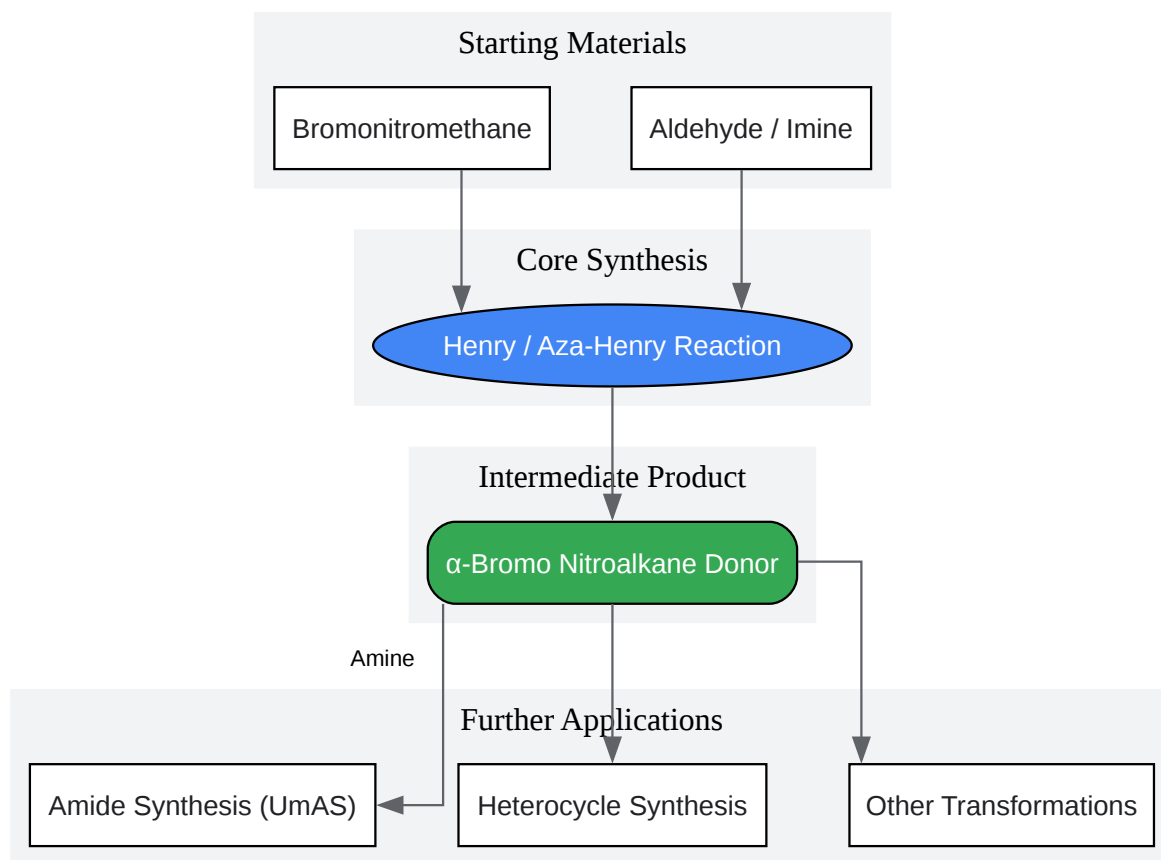 Starting Materials
Bromonitromethane
Aldehyde / Imine
Core Synthesis
Henry / Aza-Henry Reaction
Intermediate Product
α-Bromo Nitroalkane Donor
Amine
Further Applications
Amide Synthesis (UmAS)
Heterocycle Synthesis
Other Transformations